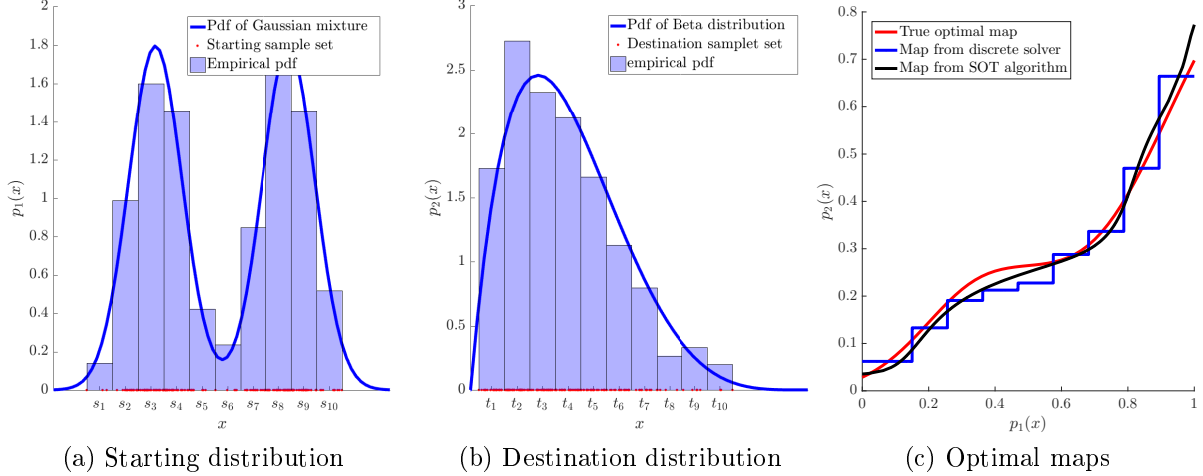 2
1.8
1.6
1.4
1.2
1
0.8
0.6
0.4
0.2
0
p₁(x)
Pdf of Gaussian mixture
Starting sample set
Empirical pdf
s₁ s₂ s₃ s₄ s₅ s₆ s₇ s₈ s₉ s₁₀
x
(a) Starting distribution
3
2.5
2
1.5
1
0.5
0
p₂(x)
Pdf of Beta distribution
Destination samplet set
empirical pdf
t₁ t₂ t₃ t₄ t₅ t₆ t₇ t₈ t₉ t₁₀
x
(b) Destination distribution
0.8
0.7
0.6
0.5
0.4
0.3
0.2
0.1
0
p₂(x)
True optimal map
Map from discrete solver
Map from SOT algorithm
0 0.2 0.4 0.6 0.8 1
p₁(x)
(c) Optimal maps